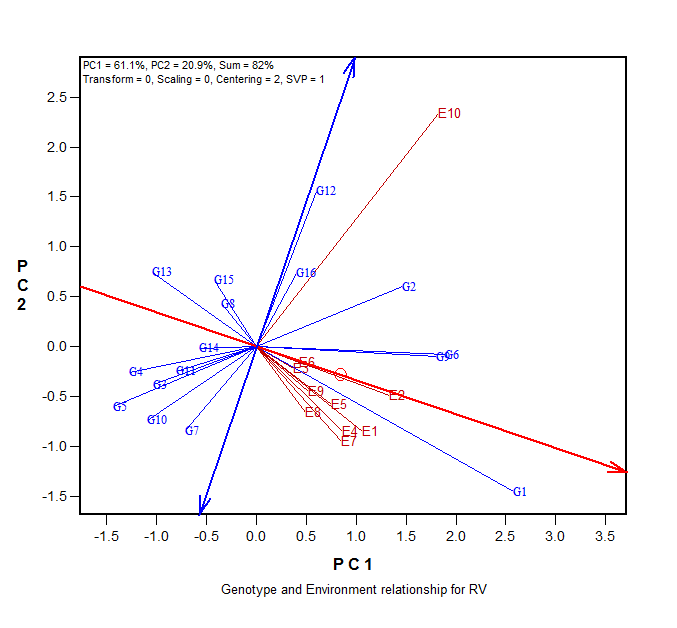 PC1 = 61.1%, PC2 = 20.9%, Sum = 82%
Transform = 0, Scaling = 0, Centering = 2, SVP = 1
2.5
E10
2.0
1.5
G12
1.0
P
C
2
G13
G15
G16
0.5
G8
G2
0.0
G14
G9
G6
E6
E3
G4
G11
G3
-0.5
E9
E2
G5
G10
E8
E5
G7
E4
E1
E7
-1.0
-1.5
G1
-1.5 -1.0 -0.5 0.0 0.5 1.0 1.5 2.0 2.5 3.0 3.5
P C 1
Genotype and Environment relationship for RV